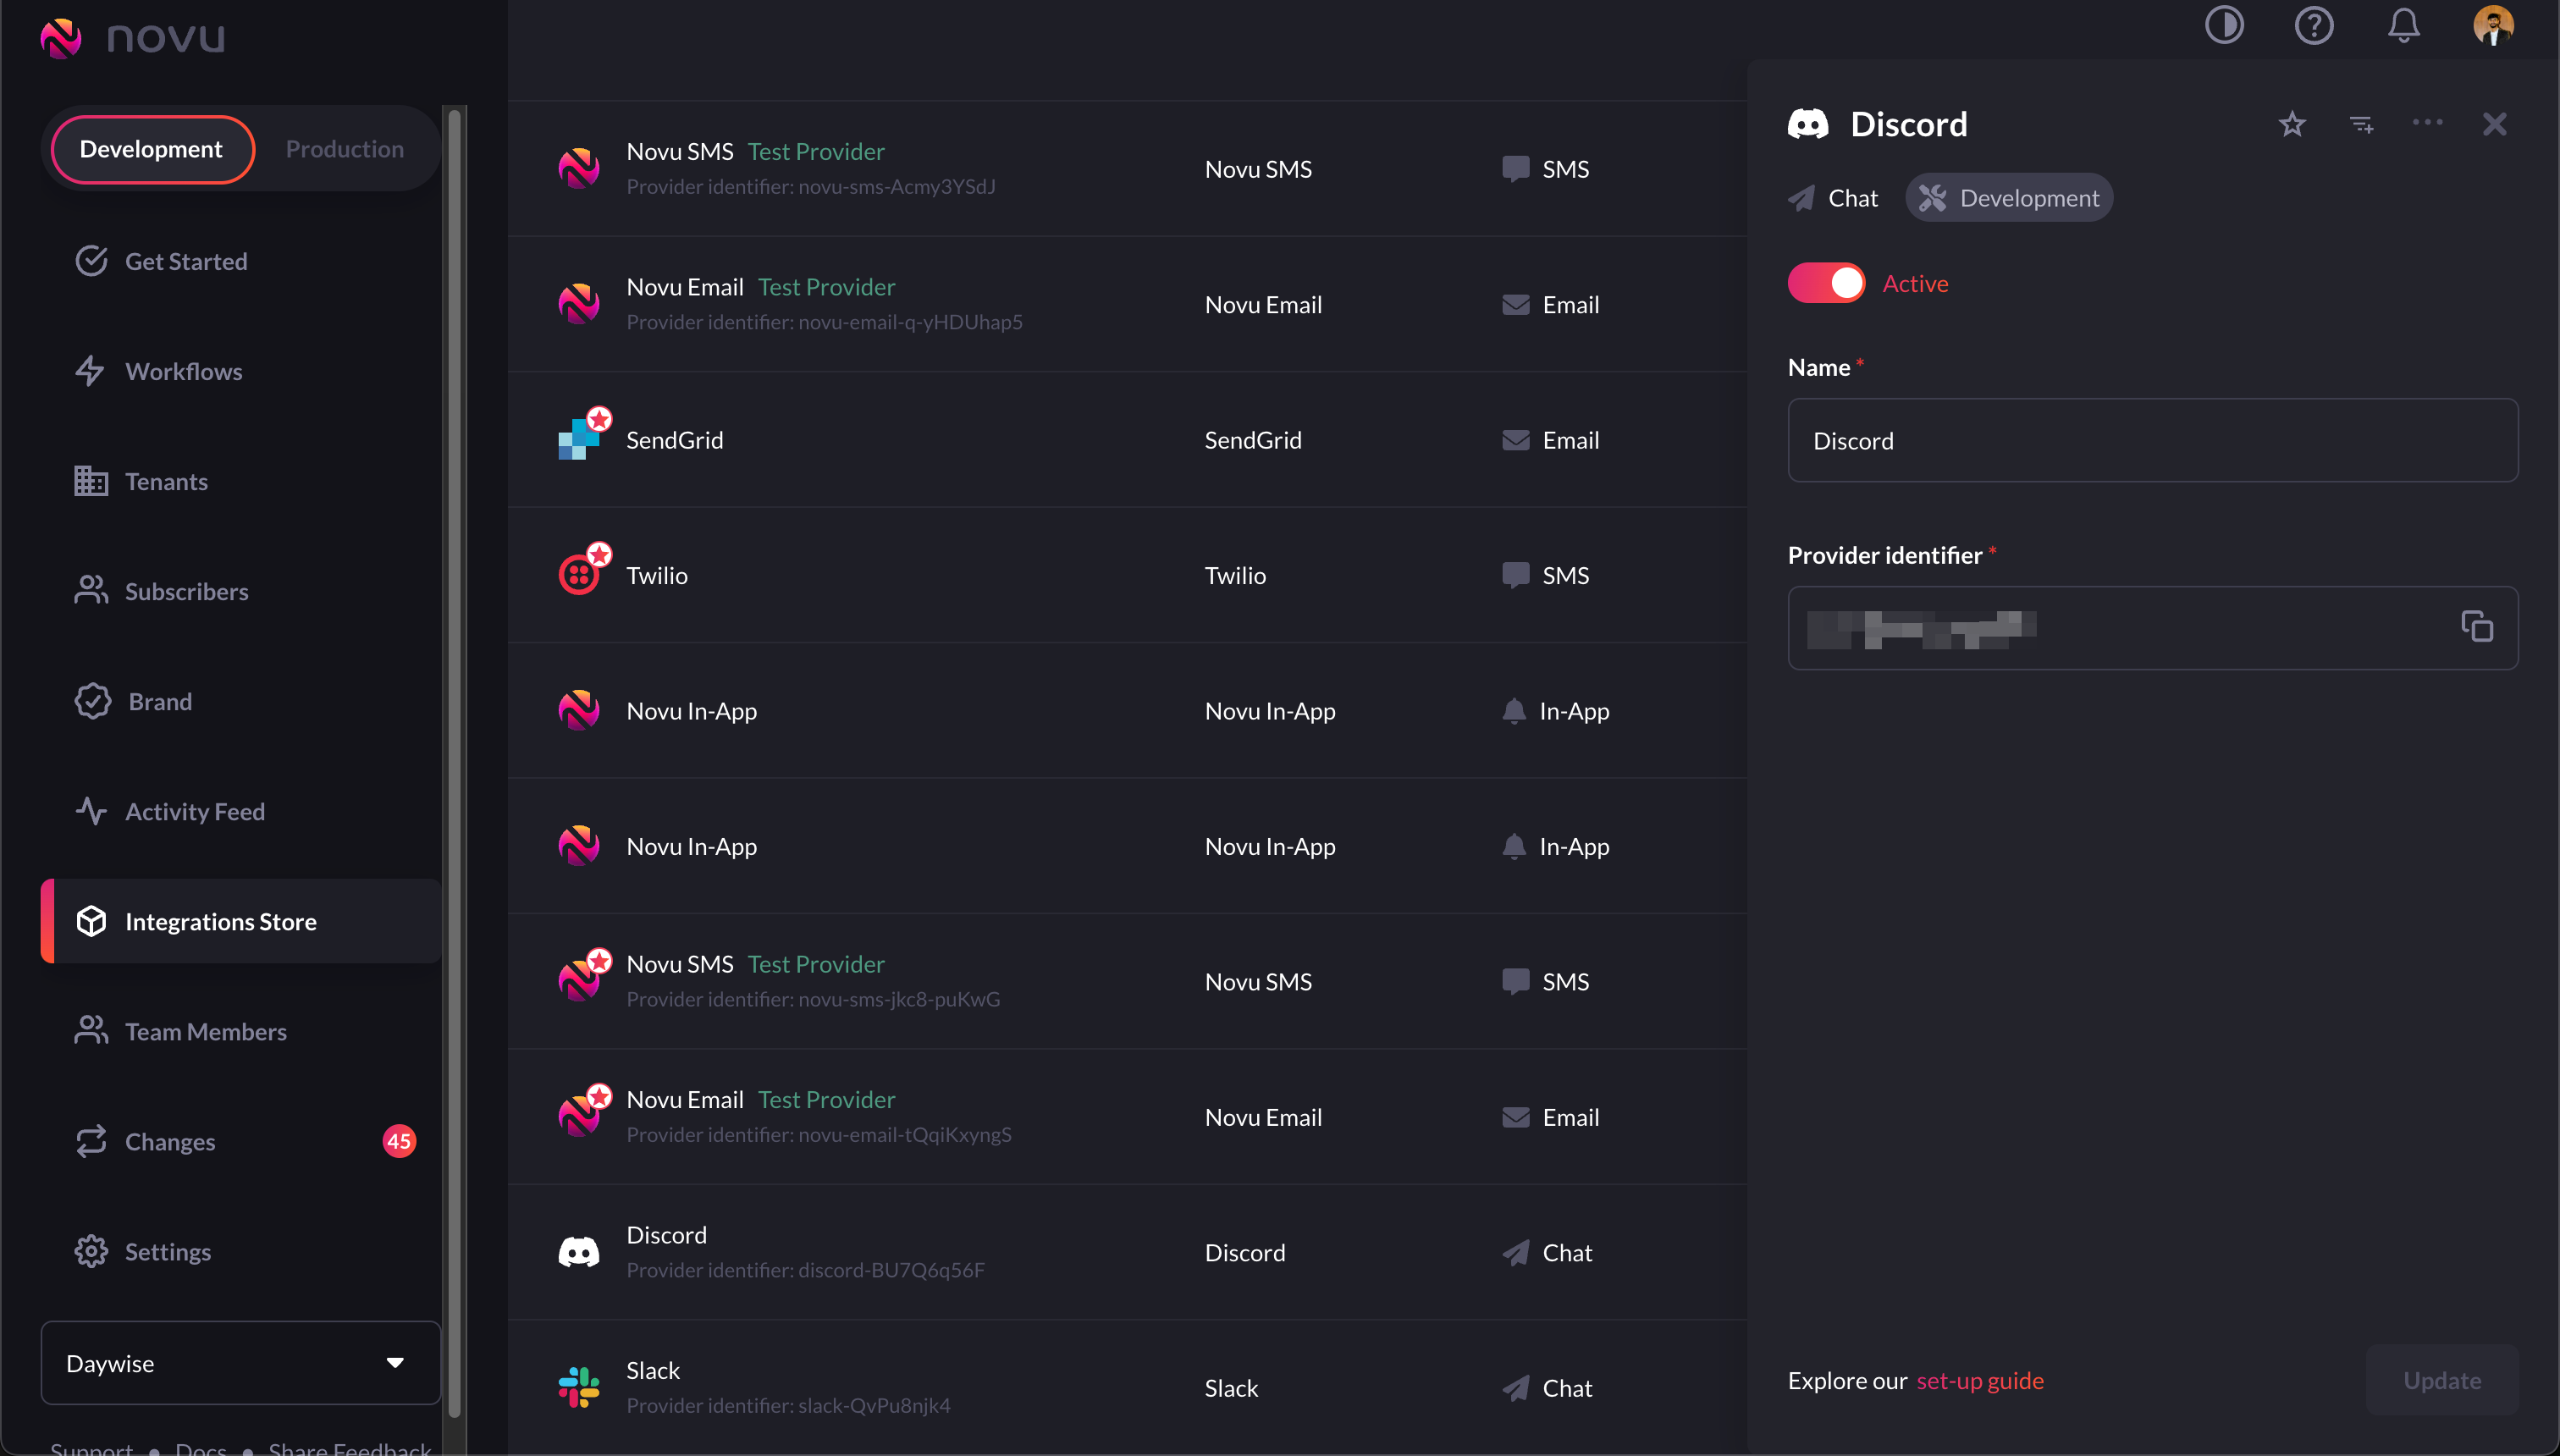 novu
Development
Production
Get Started
Workflows
Tenants
Subscribers
Brand
Activity Feed
Integrations Store
Team Members
Changes
45
Settings
Daywise
Support • Docs • Share Feedback
Novu SMS Test Provider
Provider identifier: novu-sms-Acmy3YSdJ
Novu SMS
SMS
Novu Email Test Provider
Provider identifier: novu-email-q-yHDUhap5
Novu Email
Email
SendGrid
SendGrid
Email
Twilio
Twilio
SMS
Novu In-App
Novu In-App
In-App
Novu In-App
Novu In-App
In-App
Novu SMS Test Provider
Provider identifier: novu-sms-jkc8-puKwG
Novu SMS
SMS
Novu Email Test Provider
Provider identifier: novu-email-tQqiKxyngS
Novu Email
Email
Discord
Provider identifier: discord-BU7Q6q56F
Discord
Chat
Slack
Provider identifier: slack-QvPu8njk4
Slack
Chat
Discord
Chat
Development
Active
Name *
Discord
Provider identifier *
Explore our set-up guide
Update